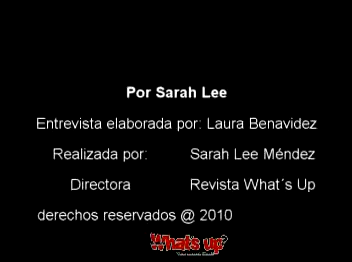 Por Sarah Lee
Entrevista elaborada por: Laura Benavidez
Realizada por: Sarah Lee Méndez
Directora Revista What´s Up
derechos reservados @ 2010
What's up?